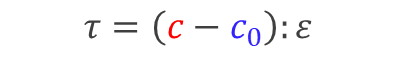 τ = (c − c₀):ε